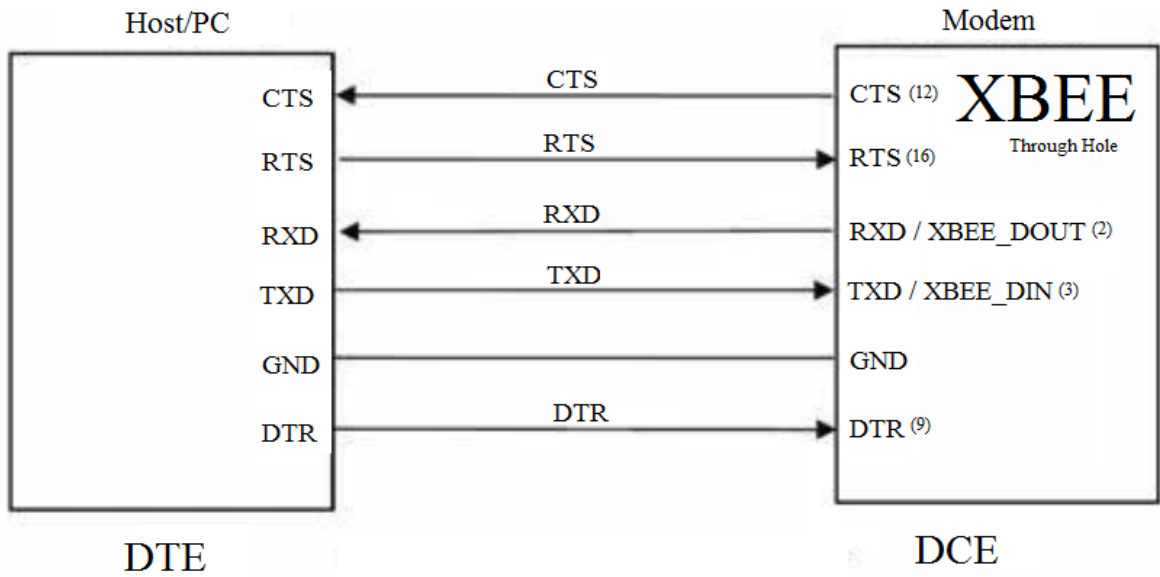 Host/PC
Modem
CTS
CTS
CTS (12)
XBEE
Through Hole
RTS
RTS
RTS (16)
RXD
RXD
RXD / XBEE_DOUT (2)
TXD
TXD
TXD / XBEE_DIN (3)
GND
GND
DTR
DTR
DTR (9)
DTE
DCE